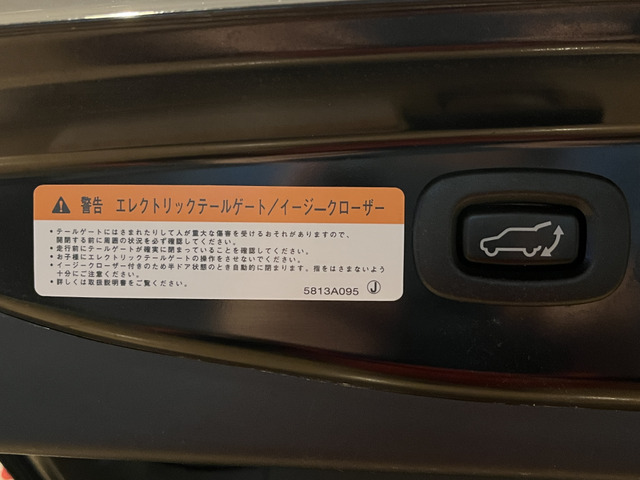 警告 エレクトリックテールゲート／イージークローザー
・テールゲートにはさまれたりして人が重大な傷害を受けるおそれがありますので、
開閉する前に周囲の状況を必ず確認してください。
・走行前にテールゲートが確実に閉まっていることを確認してください。
・お子様にエレクトリックテールゲートの操作をさせないでください。
・イージークローザー付きのため半ドア状態のとき自動的に閉まります。指をはさまないよう
十分にご注意ください。
・詳しくは取扱説明書をご覧ください。
5813A095 Ⓙ